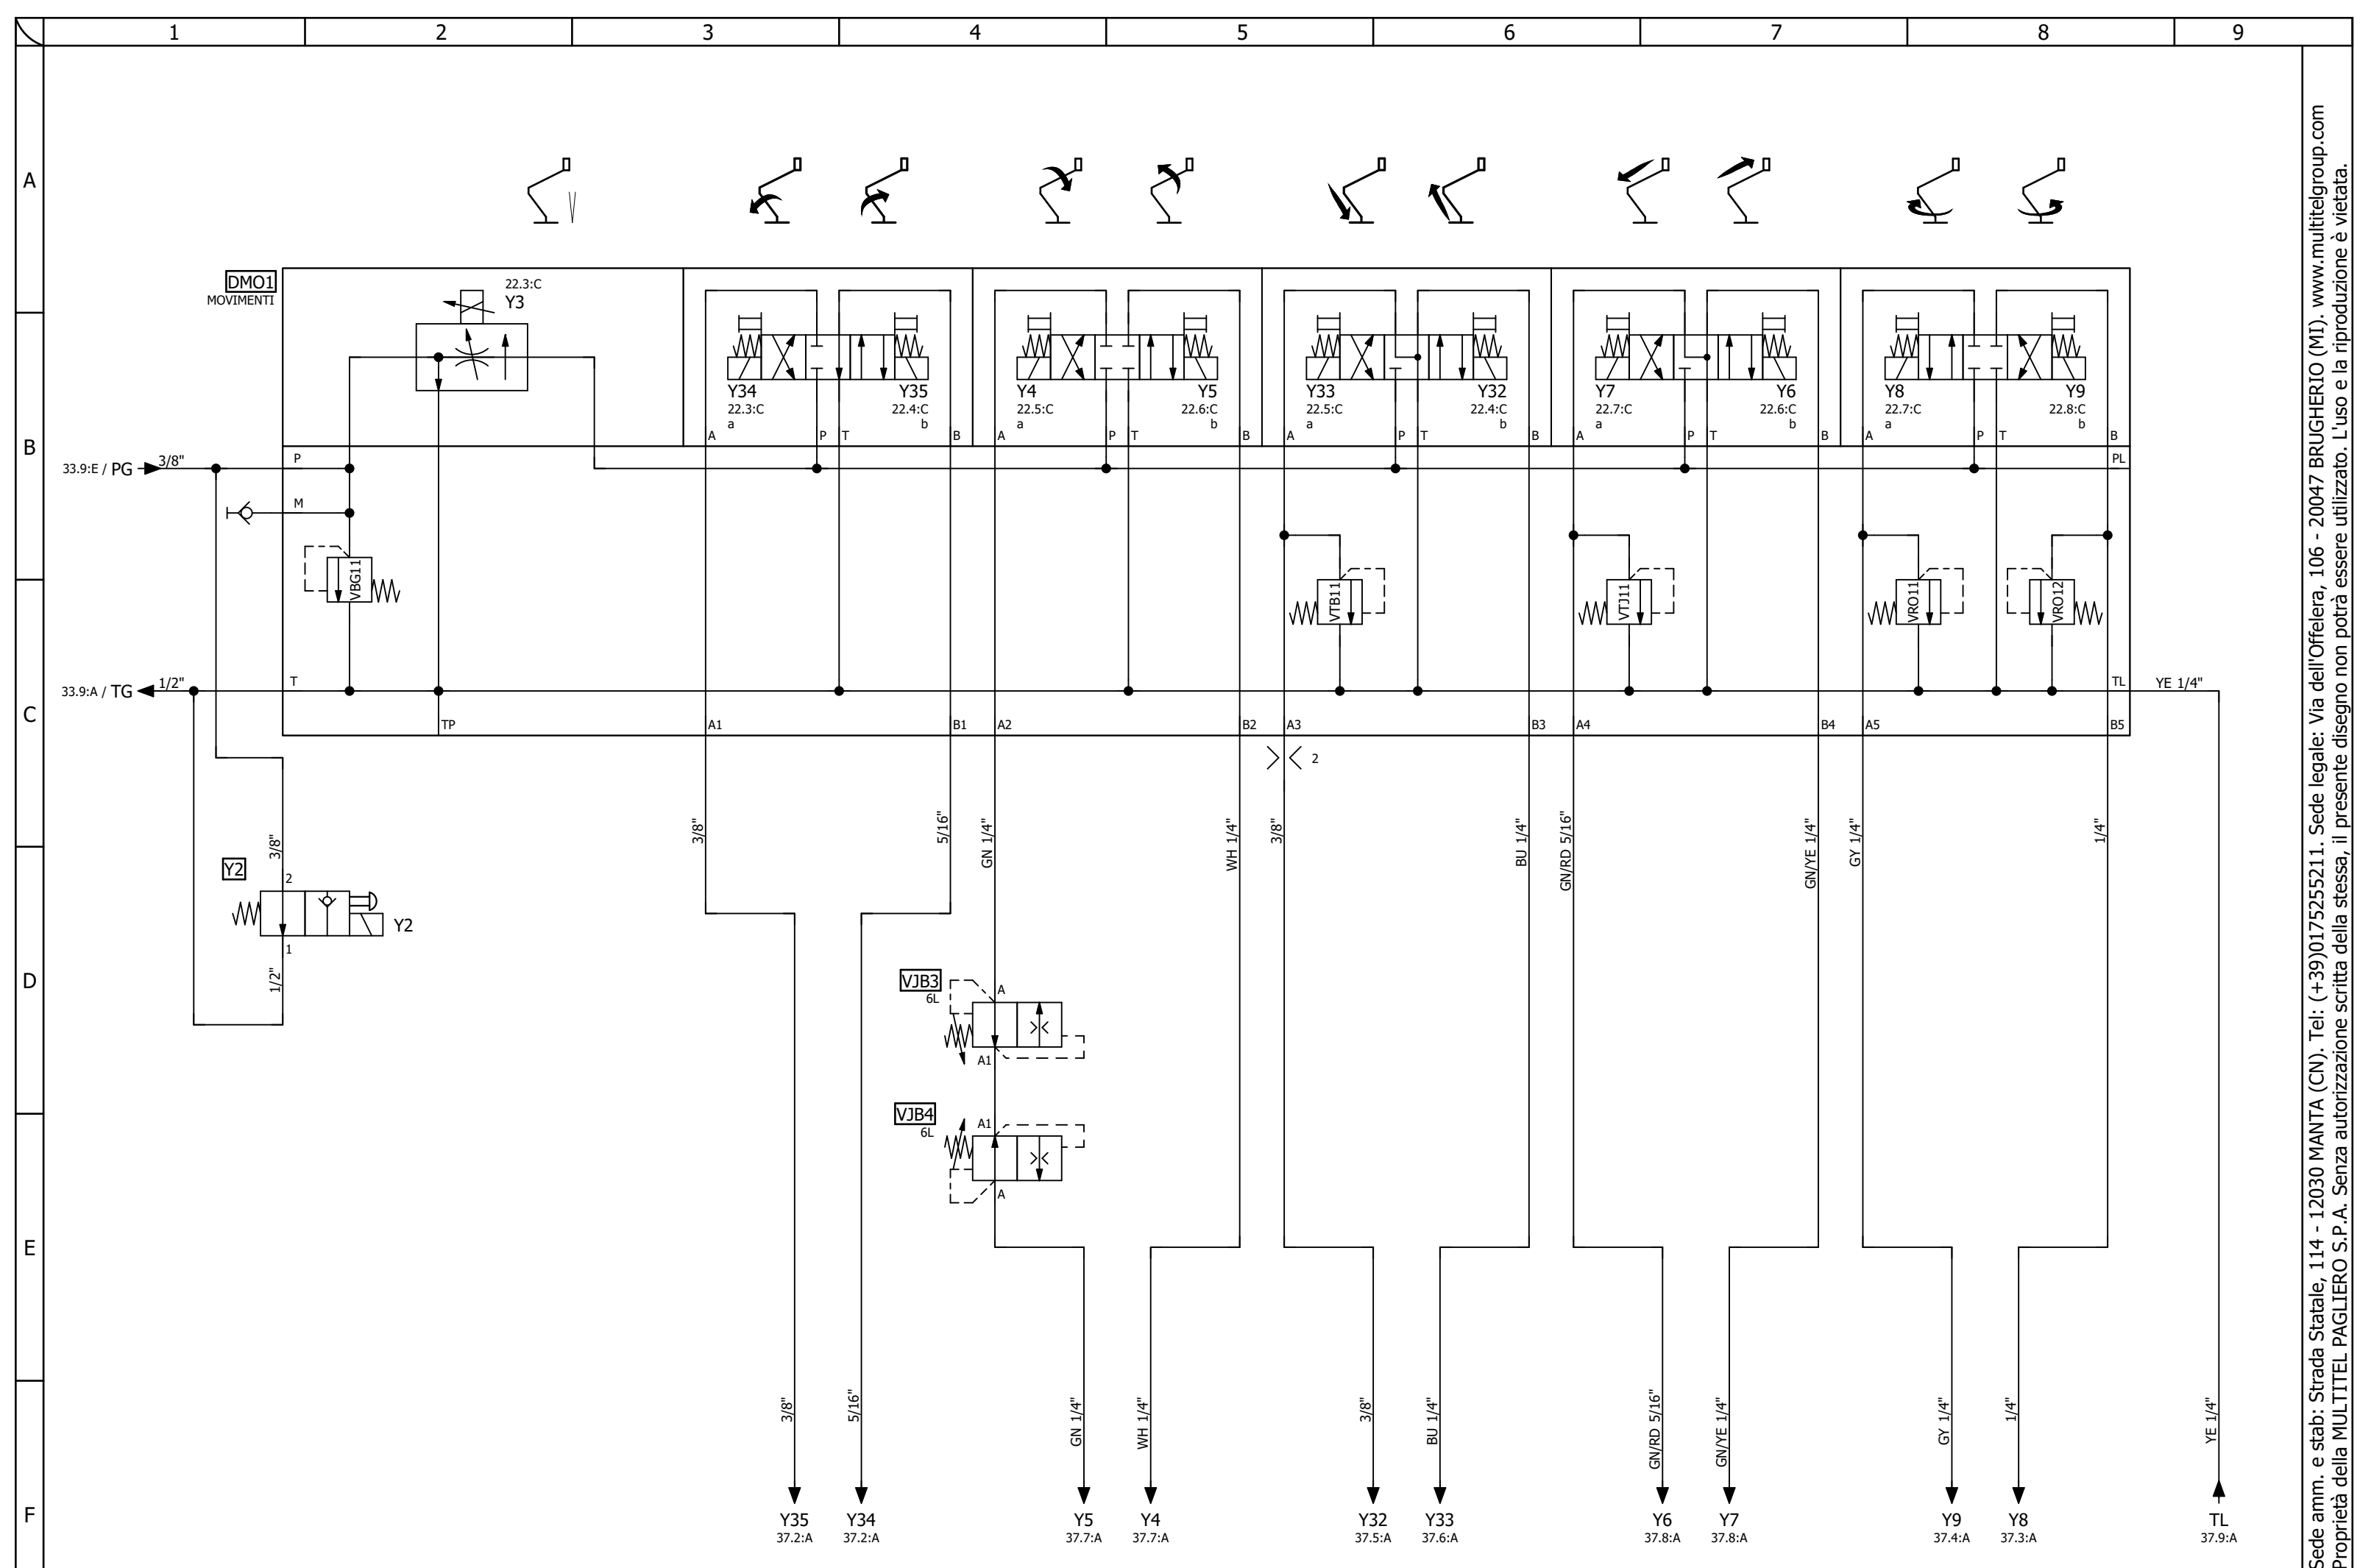 1 2 3 4 5 6 7 8 9
A
22.3:C
DMO1 Y3
MOVIMENTI
Y34 Y35 Y4 Y5 Y33 Y32 Y7 Y6 Y8 Y9
22.3:C 22.4:C 22.5:C 22.6:C 22.5:C 22.4:C 22.7:C 22.6:C 22.7:C 22.8:C
a b a b a b a b a b
A P T B A P T B A P T B A P T B A P T B
B
33.9:E / PG 3/8" P PL
M
VBG11 VTB11 VTJ11 VRO11 VRO12
33.9:A / TG 1/2" T TL YE 1/4"
C
TP A1 B1 A2 B2 A3 B3 A4 B4 A5 B5
2
3/8" 3/8" 5/16" GN 1/4" WH 1/4" 3/8" BU 1/4" GN/RD 5/16" GN/YE 1/4" GY 1/4" 1/4"
Y2
2
Y2
1
1/2"
D
VJB3 A
6L
A1
VJB4 A1
6L
A
E
3/8" 5/16" GN 1/4" WH 1/4" 3/8" BU 1/4" GN/RD 5/16" GN/YE 1/4" GY 1/4" 1/4" YE 1/4"
F
Y35 Y34 Y5 Y4 Y32 Y33 Y6 Y7 Y9 Y8 TL
37.2:A 37.2:A 37.7:A 37.7:A 37.5:A 37.6:A 37.8:A 37.8:A 37.4:A 37.3:A 37.9:A
Sede amm. e stab: Strada Statale, 114 - 12030 MANTA (CN). Tel: (+39)0175255211. Sede legale: Via dell'Offelera, 106 - 20047 BRUGHERIO (MI). www.multitelgroup.com
Proprietà della MULTITEL PAGLIERO S.P.A. Senza autorizzazione scritta della stessa, il presente disegno non potrà essere utilizzato. L'uso e la riproduzione è vietata.